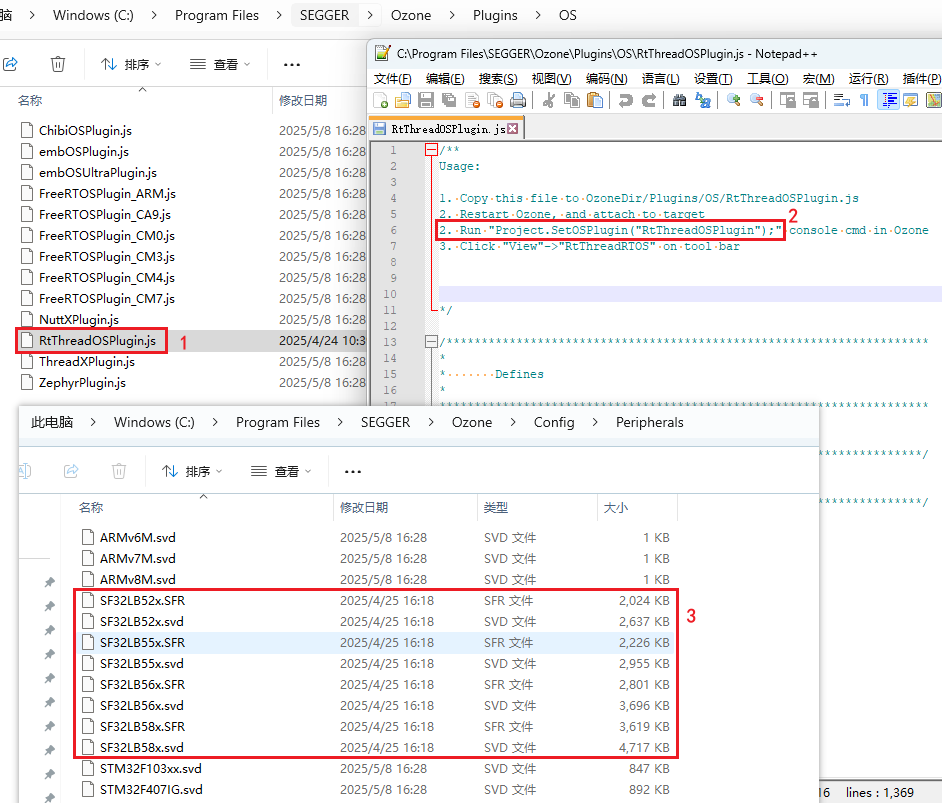 脑 > Windows (C:) > Program Files > SEGGER > Ozone > Plugins > OS
排序 查看 ...
名称 修改日期
ChibiOSPlugin.js 2025/5/8 16:28
embOSPlugin.js 2025/5/8 16:28
embOSUltraPlugin.js 2025/5/8 16:28
FreeRTOSPlugin_ARM.js 2025/5/8 16:28
FreeRTOSPlugin_CA9.js 2025/5/8 16:28
FreeRTOSPlugin_CM0.js 2025/5/8 16:28
FreeRTOSPlugin_CM3.js 2025/5/8 16:28
FreeRTOSPlugin_CM4.js 2025/5/8 16:28
FreeRTOSPlugin_CM7.js 2025/5/8 16:28
NuttXPlugin.js 2025/5/8 16:28
RtThreadOSPlugin.js 1 2025/4/24 10:3
ThreadXPlugin.js 2025/5/8 16:28
ZephyrPlugin.js 2025/5/8 16:28
C:\Program Files\SEGGER\Ozone\Plugins\OS\RtThreadOSPlugin.js - Notepad++
文件(F) 编辑(E) 搜索(S) 视图(V) 编码(N) 语言(L) 设置(T) 工具(O) 宏(M) 运行(R) 插件(P)
RtThreadOSPlugin.js
1 /**
2 Usage:
3
4 1. Copy this file to OzoneDir/Plugins/OS/RtThreadOSPlugin.js
5 2. Restart Ozone, and attach to target
2
6 2. Run "Project.SetOSPlugin("RtThreadOSPlugin");" console cmd in Ozone
7 3. Click "View"->"RtThreadRTOS" on tool bar
8
9
10
11 */
12
13 /*********************************************************************
14 *
15 * Defines
16 *
17 **********************************************************************
**************/
**************/
此电脑 > Windows (C:) > Program Files > SEGGER > Ozone > Config > Peripherals
排序 查看 ...
名称 修改日期 类型 大小
ARMv6M.svd 2025/5/8 16:28 SVD 文件 1 KB
ARMv7M.svd 2025/5/8 16:28 SVD 文件 1 KB
ARMv8M.svd 2025/5/8 16:28 SVD 文件 1 KB
SF32LB52x.SFR 2025/4/25 16:18 SFR 文件 2,024 KB
3
SF32LB52x.svd 2025/4/25 16:18 SVD 文件 2,637 KB
SF32LB55x.SFR 2025/4/25 16:18 SFR 文件 2,226 KB
SF32LB55x.svd 2025/4/25 16:18 SVD 文件 2,955 KB
SF32LB56x.SFR 2025/4/25 16:18 SFR 文件 2,801 KB
SF32LB56x.svd 2025/4/25 16:18 SVD 文件 3,696 KB
SF32LB58x.SFR 2025/4/25 16:18 SFR 文件 3,619 KB
SF32LB58x.svd 2025/4/25 16:18 SVD 文件 4,717 KB
STM32F103xx.svd 2025/5/8 16:28 SVD 文件 847 KB
STM32F407IG.svd 2025/5/8 16:28 SVD 文件 892 KB
16 lines : 1,369